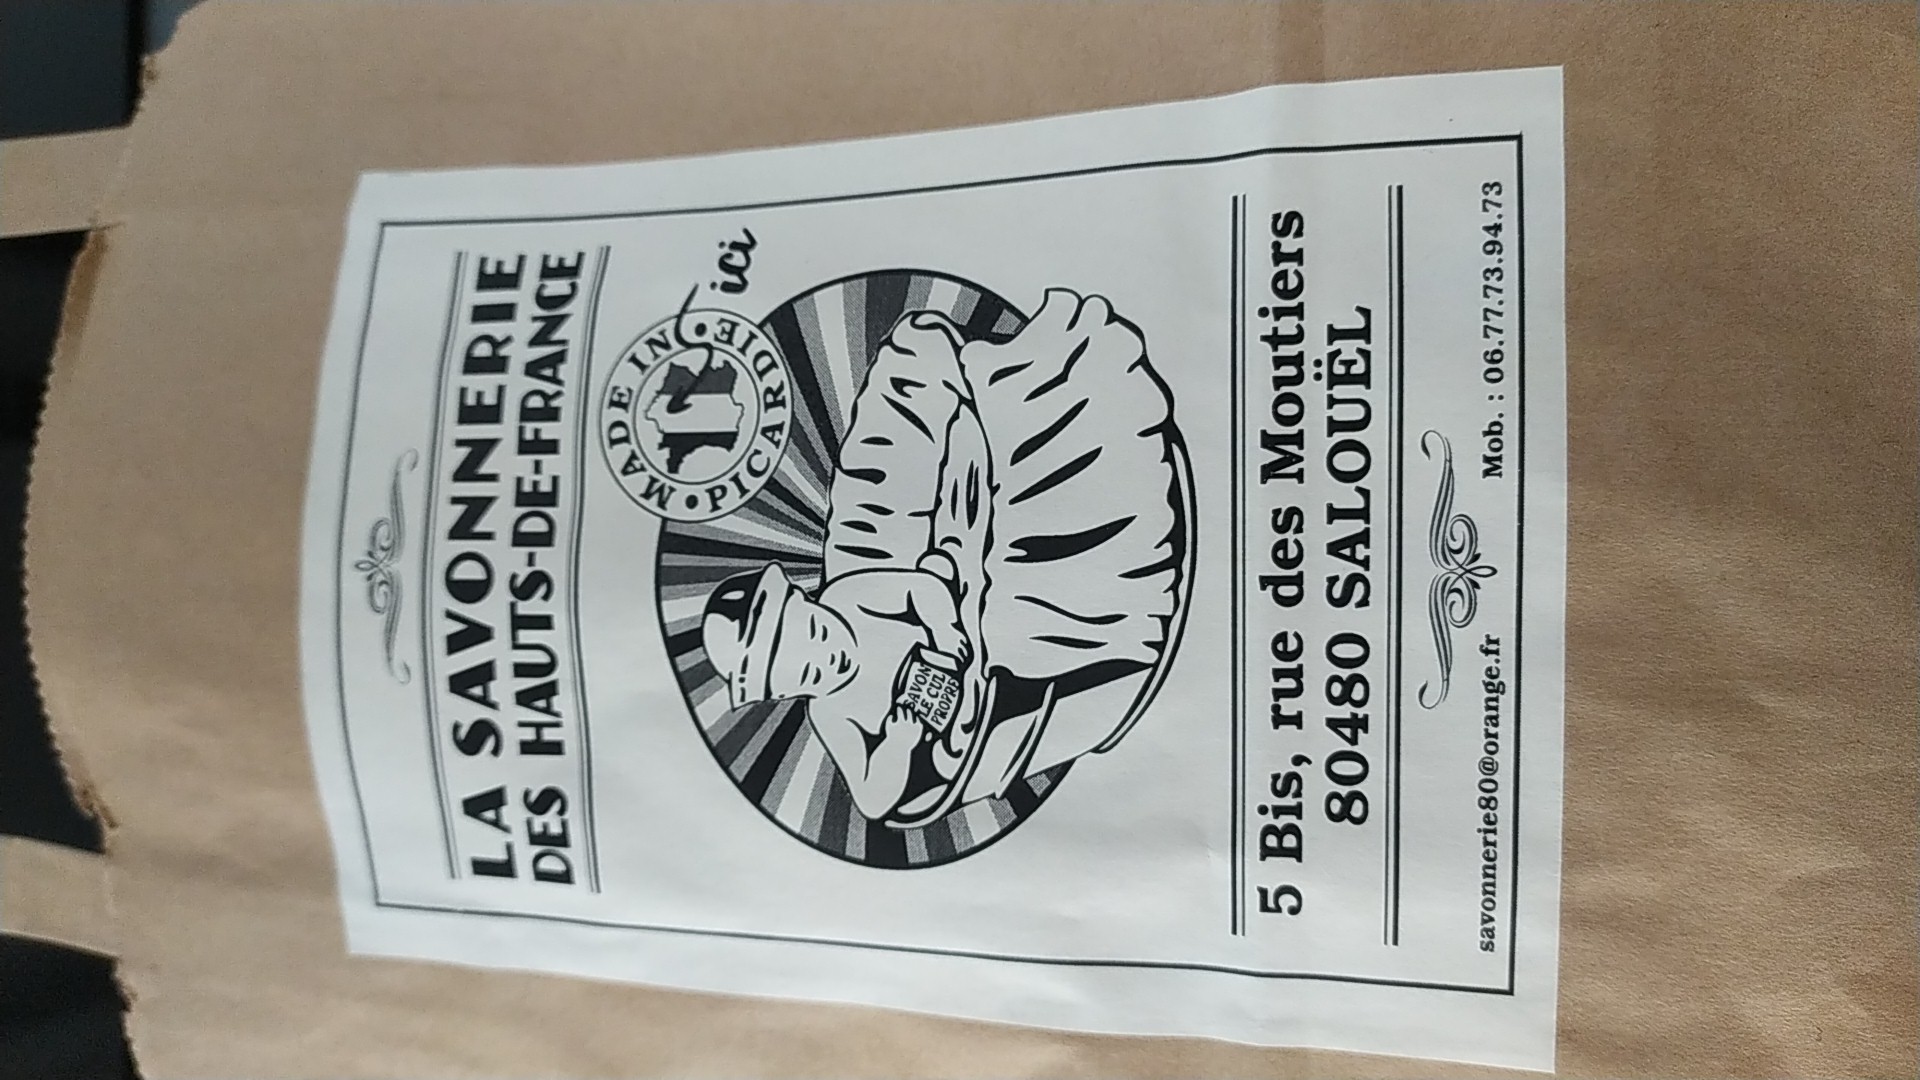 LA SAVONNERIE
DES HAUTS-DE-FRANCE
MADE IN
• PICARDIE •
ici
SAVON
LE CUL
PROPRE
5 Bis, rue des Moutiers
80480 SALOUËL
savonnerie80@orange.fr
Mob. : 06.77.73.94.73